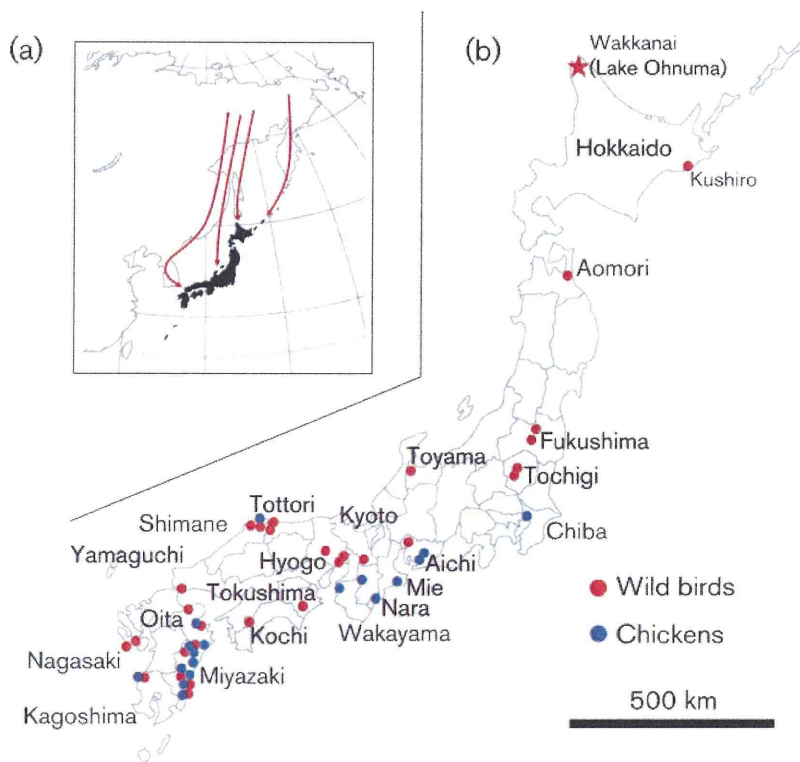 (a)
(b)
Wakkanai
(Lake Ohnuma)
Hokkaido
Kushiro
Aomori
Fukushima
Toyama
Tochigi
Tottori
Kyoto
Shimane
Chiba
Yamaguchi
Hyogo
Aichi
Tokushima
Mie
Wild birds
Oita
Nara
Kochi
Wakayama
Chickens
Nagasaki
Miyazaki
500 km
Kagoshima